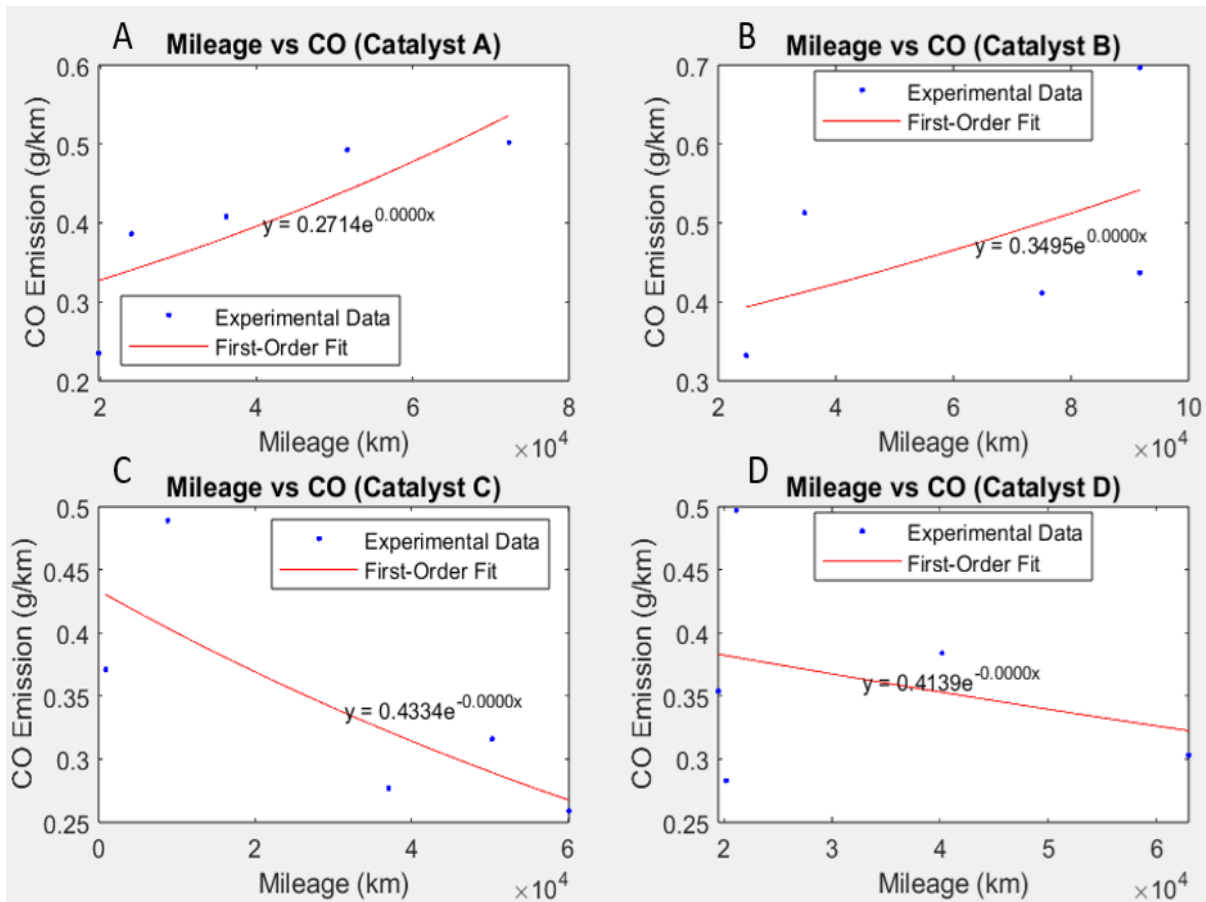 A
Mileage vs CO (Catalyst A)
0.6
0.5
0.4
0.3
0.2
CO Emission (g/km)
y = 0.2714e^0.0000x
Experimental Data
First-Order Fit
2
4
6
8
Mileage (km)
×10^4
B
Mileage vs CO (Catalyst B)
0.7
0.6
0.5
0.4
0.3
CO Emission (g/km)
Experimental Data
First-Order Fit
y = 0.3495e^0.0000x
2
4
6
8
10
Mileage (km)
×10^4
C
Mileage vs CO (Catalyst C)
0.5
0.45
0.4
0.35
0.3
0.25
CO Emission (g/km)
Experimental Data
First-Order Fit
y = 0.4334e^-0.0000x
0
2
4
6
Mileage (km)
×10^4
D
Mileage vs CO (Catalyst D)
0.5
0.45
0.4
0.35
0.3
0.25
CO Emission (g/km)
Experimental Data
First-Order Fit
y = 0.4139e^-0.0000x
2
3
4
5
6
Mileage (km)
×10^4